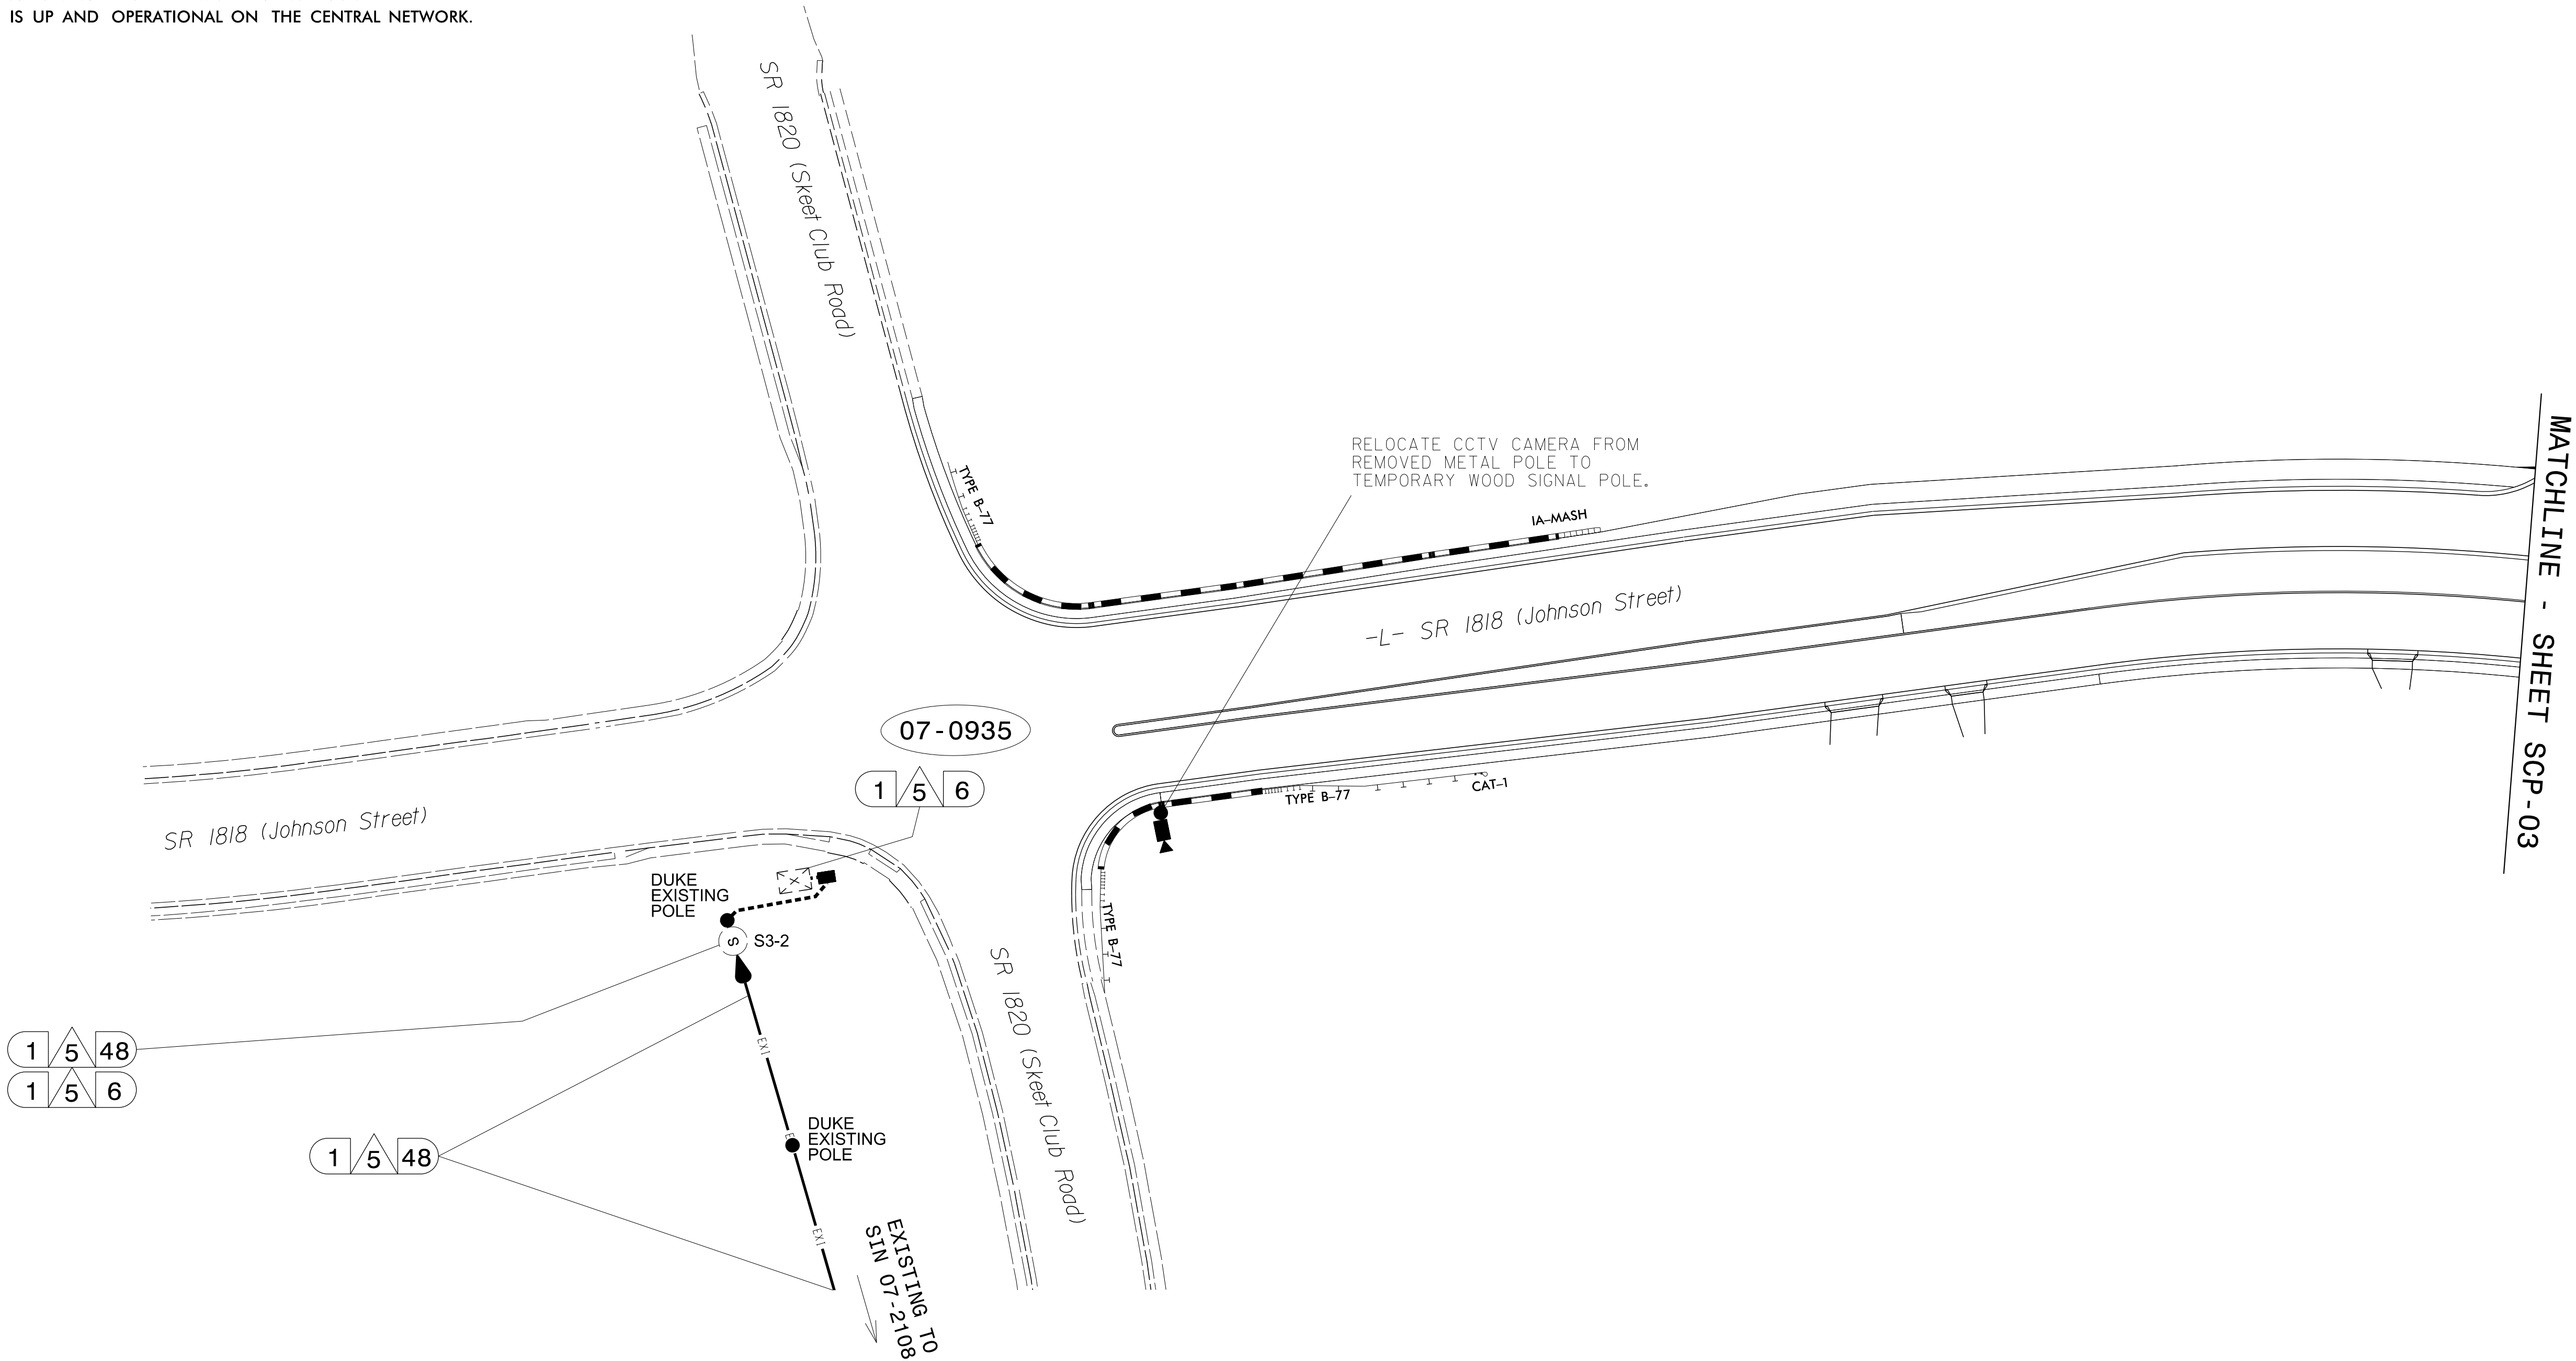 IS UP AND OPERATIONAL ON THE CENTRAL NETWORK.
SR 1820 (Skeet Club Road)
RELOCATE CCTV CAMERA FROM
REMOVED METAL POLE TO
TEMPORARY WOOD SIGNAL POLE.
TYPE B-77
IA-MASH
-L- SR 1818 (Johnson Street)
MATCHLINE - SHEET SCP-03
07-0935
1 5 6
TYPE B-77
CAT-1
SR 1818 (Johnson Street)
X
DUKE
EXISTING
POLE
S
S3-2
TYPE B-77
SR 1820 (Skeet Club Road)
1 5 48
1 5 6
EXI
1 5 48
DUKE
EXISTING
POLE
EXI
EXISTING TO
SIN 07-2108